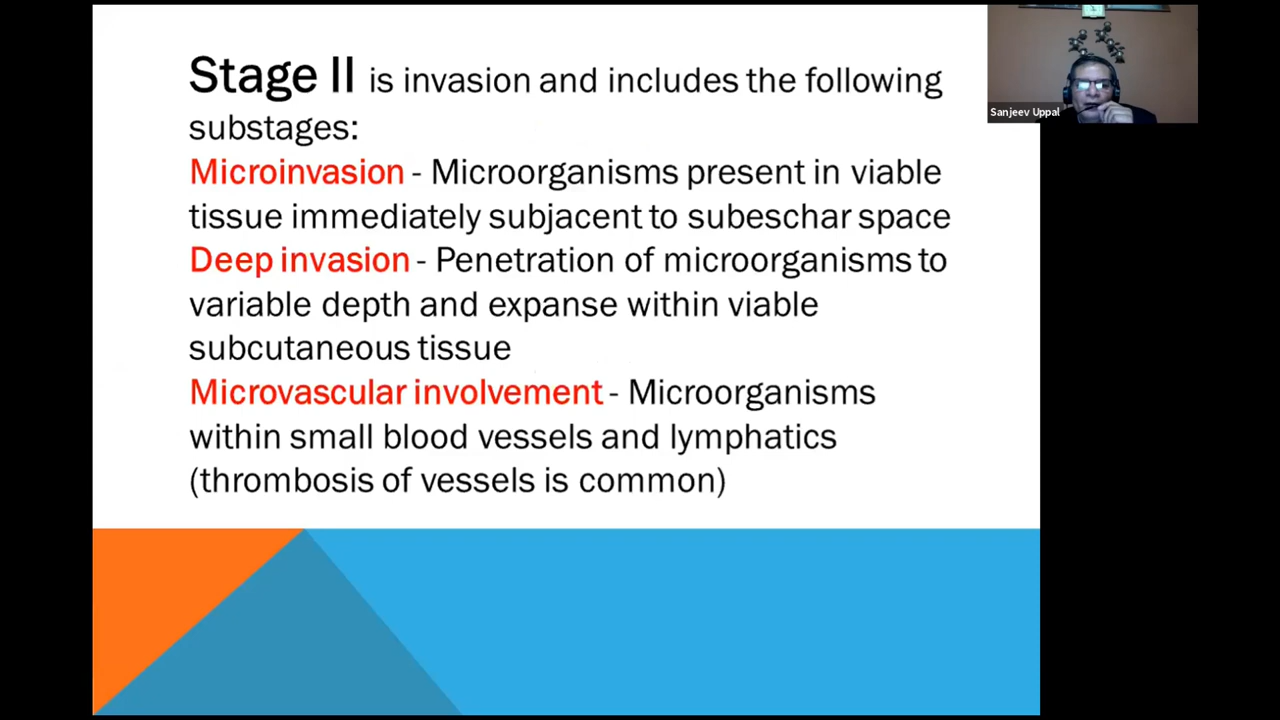 Stage II is invasion and includes the following
substages:
Microinvasion - Microorganisms present in viable
tissue immediately subjacent to subeschar space
Deep invasion - Penetration of microorganisms to
variable depth and expanse within viable
subcutaneous tissue
Microvascular involvement - Microorganisms
within small blood vessels and lymphatics
(thrombosis of vessels is common)
Sanjeev Uppal